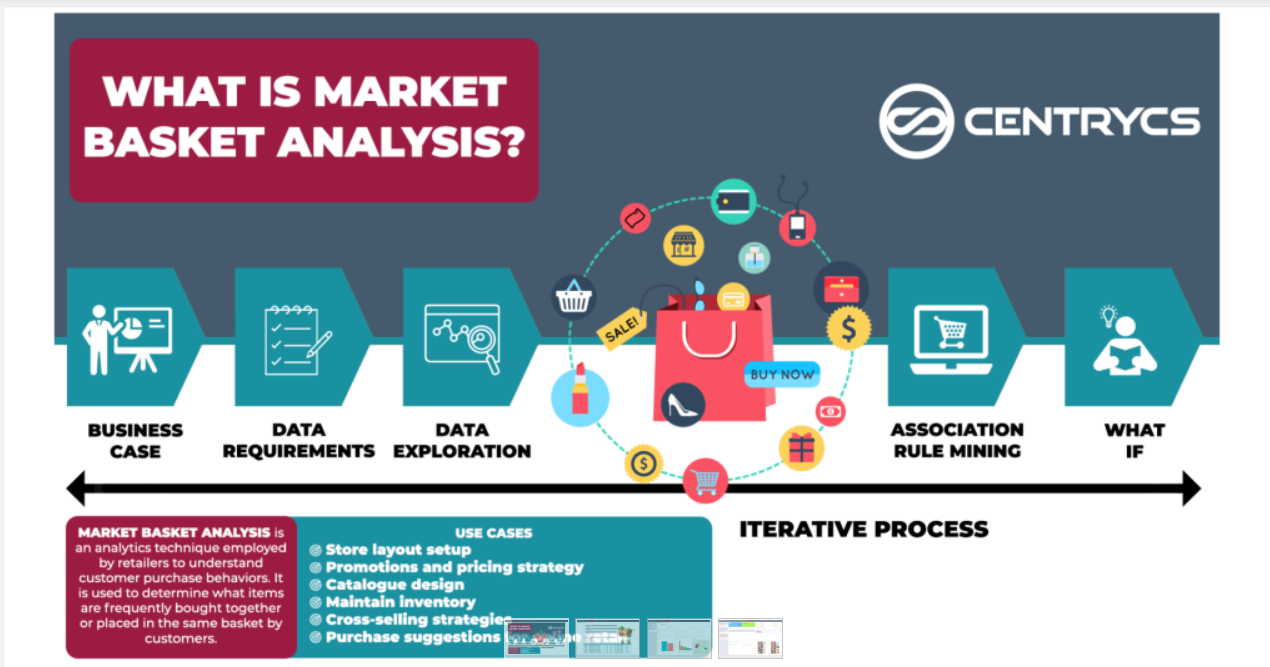 WHAT IS MARKET
BASKET ANALYSIS?
CENTRYCS
SALE!
BUY NOW
BUSINESS
CASE
DATA
REQUIREMENTS
DATA
EXPLORATION
ASSOCIATION
RULE MINING
WHAT
IF
ITERATIVE PROCESS
MARKET BASKET ANALYSIS is
an analytics technique employed
by retailers to understand
customer purchase behaviors. It
is used to determine what items
are frequently bought together
or placed in the same basket by
customers.
USE CASES
Store layout setup
Promotions and pricing strategy
Catalogue design
Maintain inventory
Cross-selling strategies
Purchase suggestions